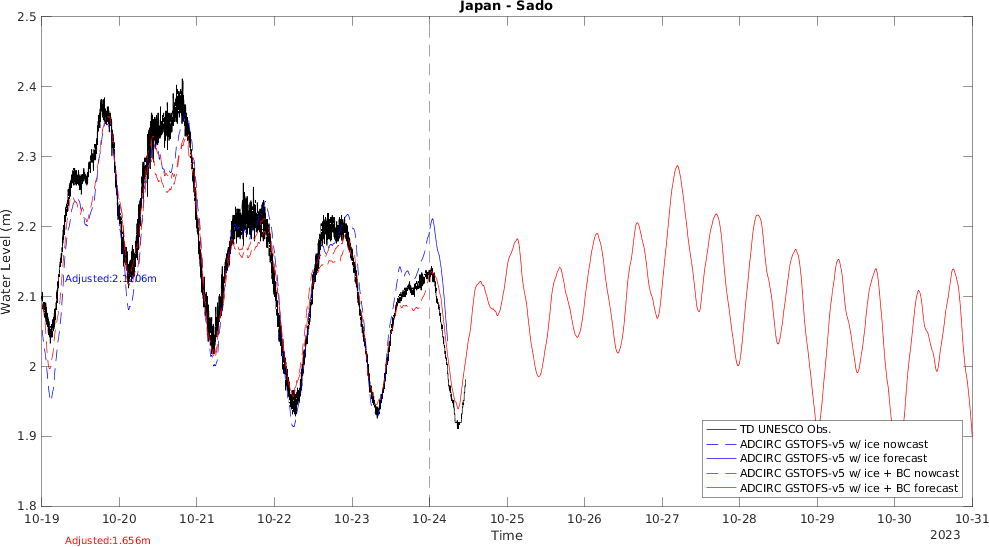 Japan - Sado
2.5
2.4
2.3
2.2
2.1
2
1.9
1.8
Water Level (m)
10-19
10-20
10-21
10-22
10-23
10-24
10-25
10-26
10-27
10-28
10-29
10-30
10-31
Time
2023
Adjusted:1.656m
TD UNESCO Obs.
ADCIRC GSTOFS-v5 w/ ice nowcast
ADCIRC GSTOFS-v5 w/ ice forecast
ADCIRC GSTOFS-v5 w/ ice + BC nowcast
ADCIRC GSTOFS-v5 w/ ice + BC forecast